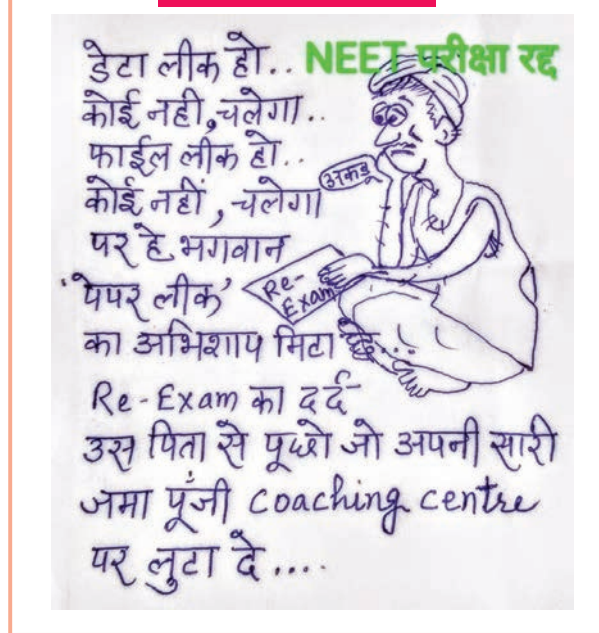 NEET परीक्षा रद्द
डेटा लीक हो..
कोई नहीं, चलेगा..
फाईल लीक हो..
कोई नहीं, चलेगा
अकडू
पर हे भगवान
Re-
Exam
'पेपर लीक'
का अभिशाप मिटा दे...
Re-Exam का दर्द
उस पिता से पूछो जो अपनी सारी
जमा पूँजी coaching centre
पर लुटा दे....